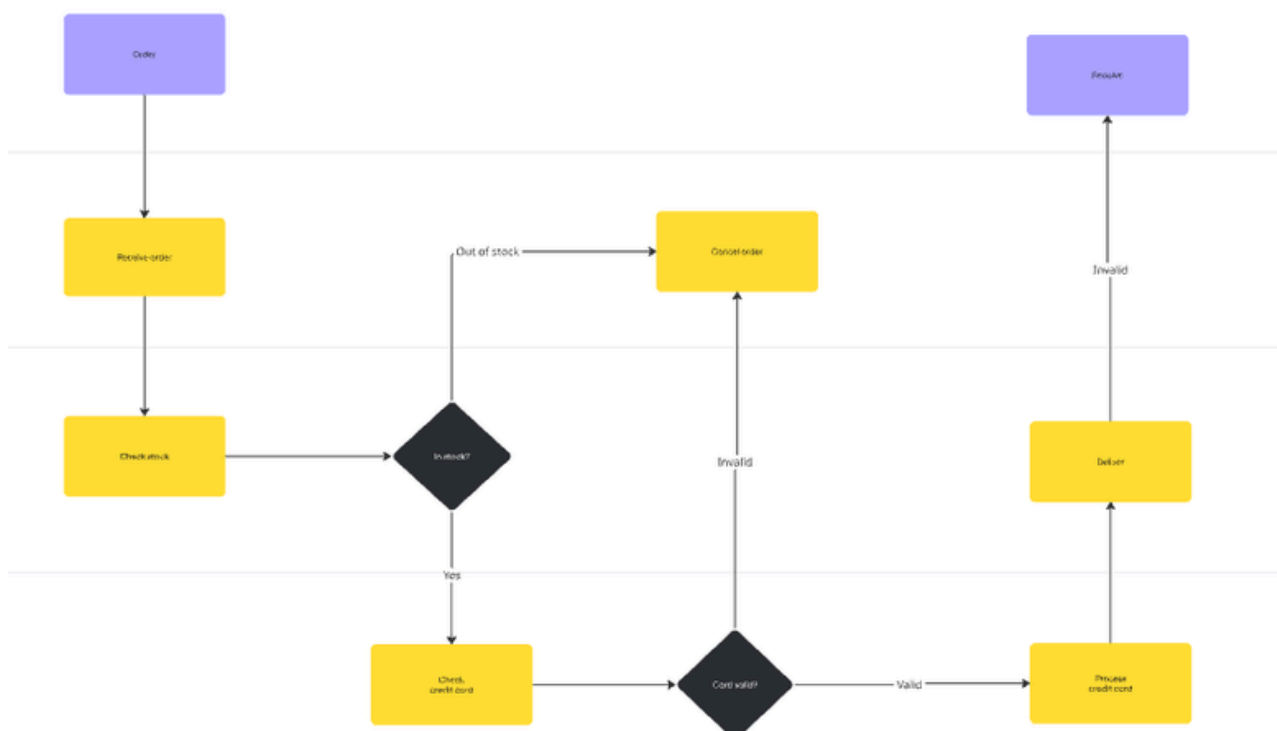 Order
Receive order
Out of stock
Cancel order
Invalid
Check stock
In stock?
Invalid
Deliver
Yes
Check
credit card
Card valid?
Valid
Process
credit card